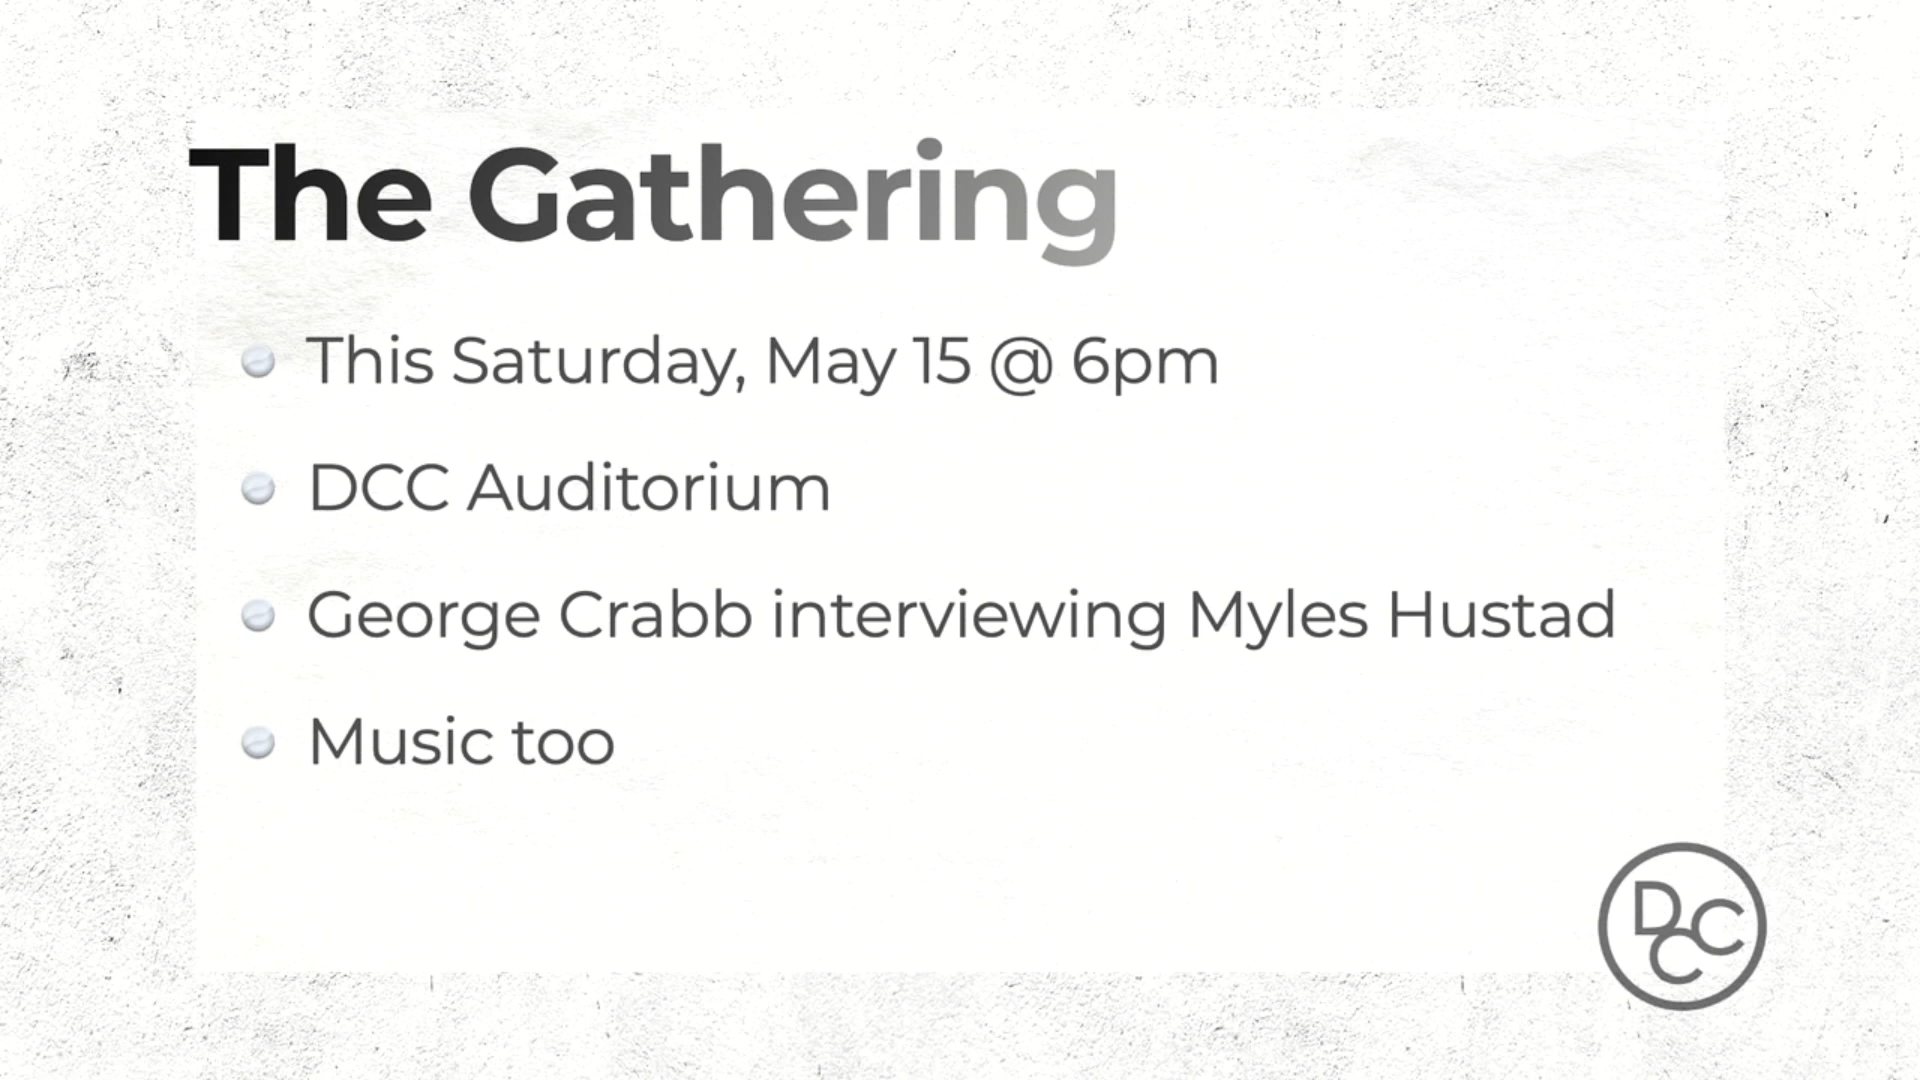 The Gathering
This Saturday, May 15 @ 6pm
DCC Auditorium
George Crabb interviewing Myles Hustad
Music too
DCC